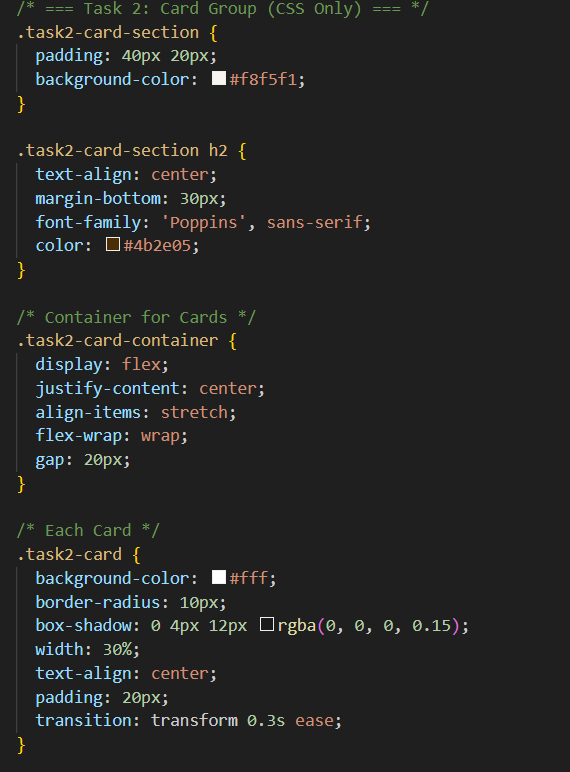 /* === Task 2: Card Group (CSS Only) === */
.task2-card-section {
  padding: 40px 20px;
  background-color: #f8f5f1;
}

.task2-card-section h2 {
  text-align: center;
  margin-bottom: 30px;
  font-family: 'Poppins', sans-serif;
  color: #4b2e05;
}

/* Container for Cards */
.task2-card-container {
  display: flex;
  justify-content: center;
  align-items: stretch;
  flex-wrap: wrap;
  gap: 20px;
}

/* Each Card */
.task2-card {
  background-color: #fff;
  border-radius: 10px;
  box-shadow: 0 4px 12px rgba(0, 0, 0, 0.15);
  width: 30%;
  text-align: center;
  padding: 20px;
  transition: transform 0.3s ease;
}